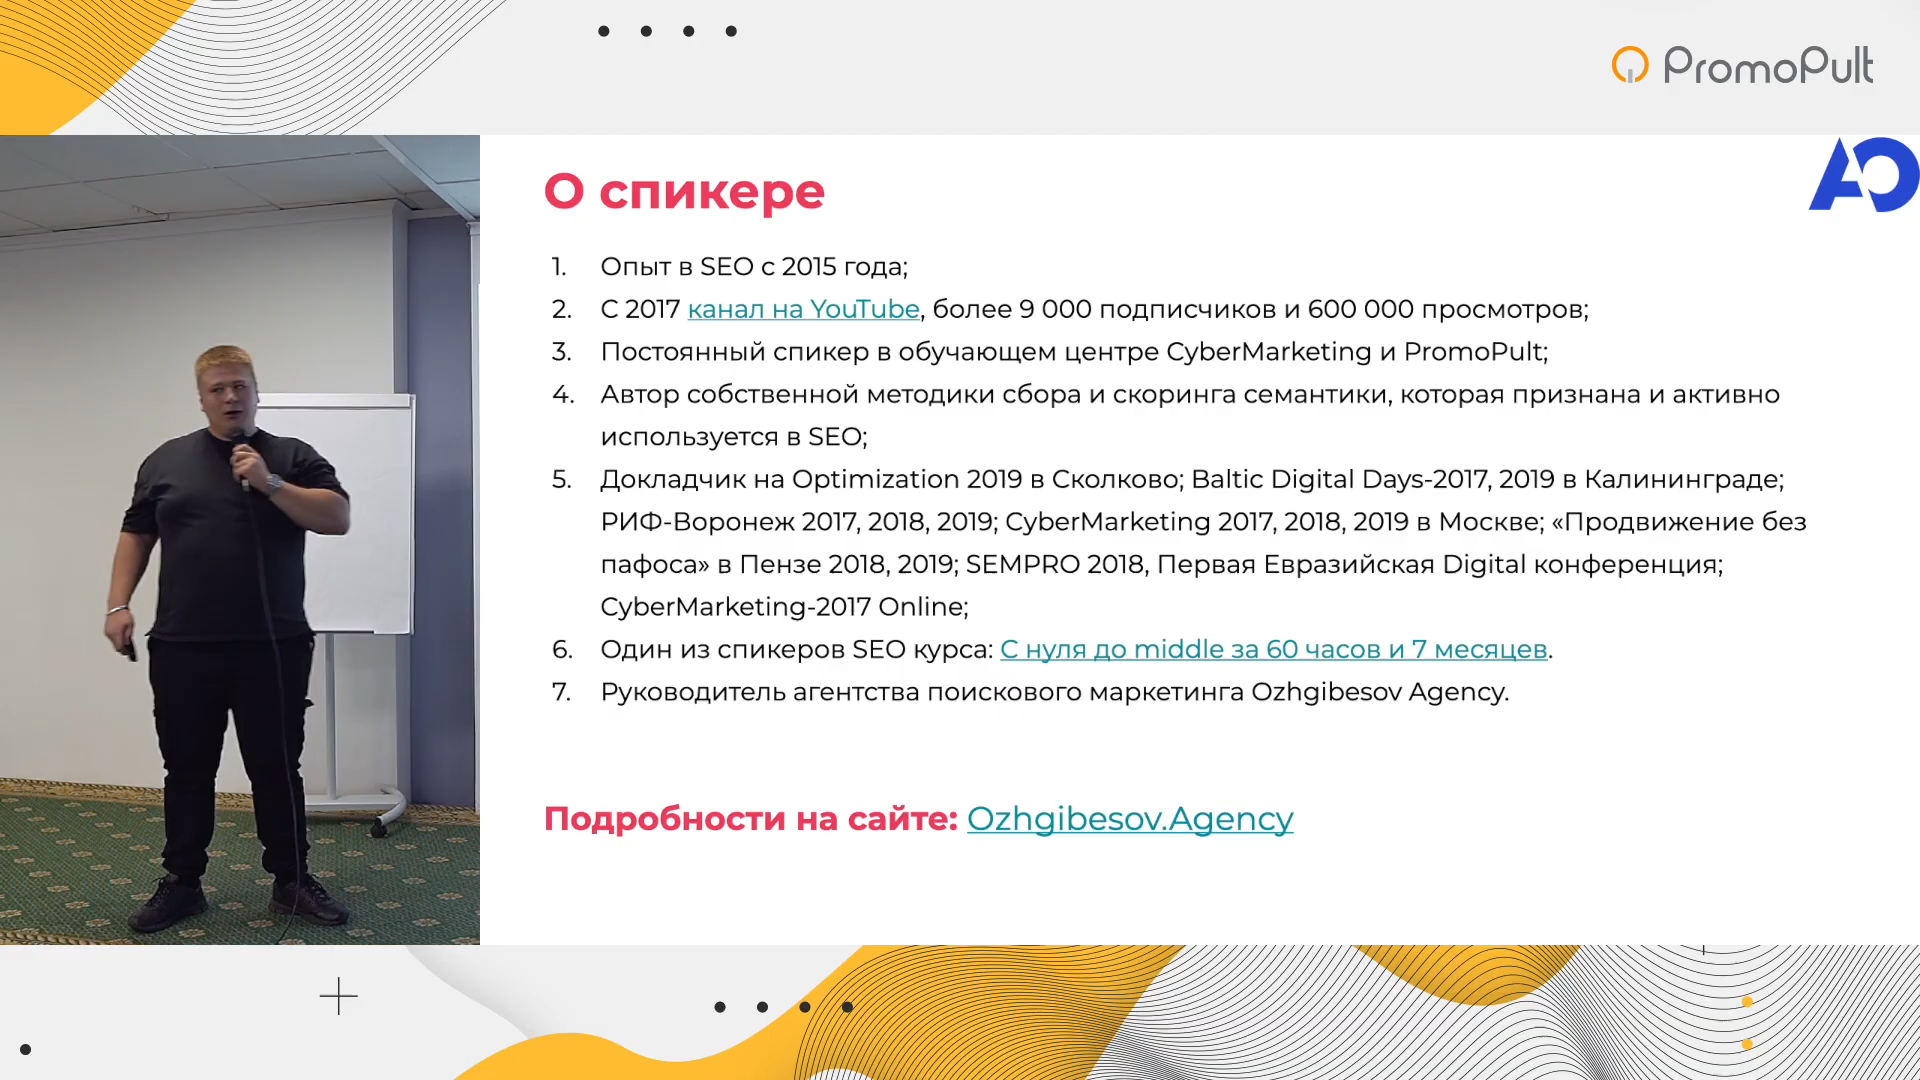 PromoPult
AO
О спикере
1. Опыт в SEO с 2015 года;
2. С 2017 канал на YouTube, более 9 000 подписчиков и 600 000 просмотров;
3. Постоянный спикер в обучающем центре CyberMarketing и PromoPult;
4. Автор собственной методики сбора и скоринга семантики, которая признана и активно
используется в SEO;
5. Докладчик на Optimization 2019 в Сколково; Baltic Digital Days-2017, 2019 в Калининграде;
РИФ-Воронеж 2017, 2018, 2019; CyberMarketing 2017, 2018, 2019 в Москве; «Продвижение без
пафоса» в Пензе 2018, 2019; SEMPRO 2018, Первая Евразийская Digital конференция;
CyberMarketing-2017 Online;
6. Один из спикеров SEO курса: С нуля до middle за 60 часов и 7 месяцев.
7. Руководитель агентства поискового маркетинга Ozhgibesov Agency.
Подробности на сайте: Ozhgibesov.Agency